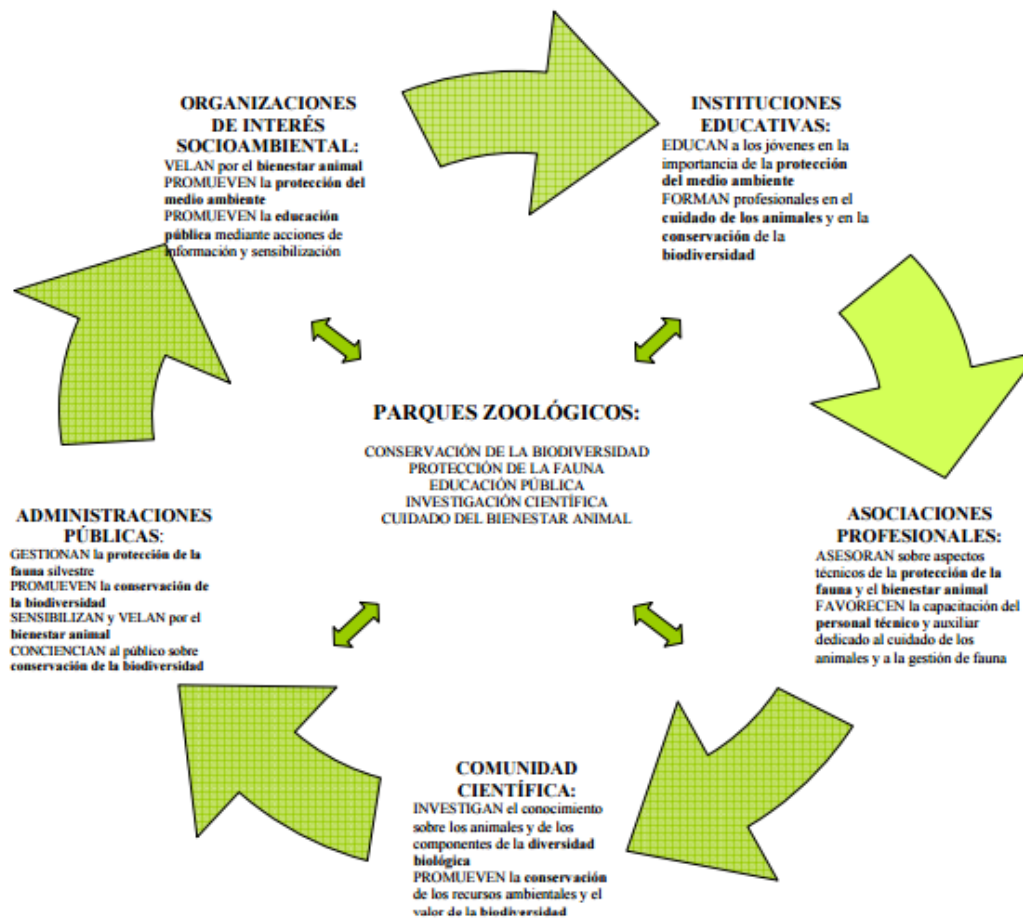 ORGANIZACIONES
DE INTERÉS
SOCIOAMBIENTAL:
VELAN por el bienestar animal
PROMUEVEN la protección del
medio ambiente
PROMUEVEN la educación
pública mediante acciones de
información y sensibilización
INSTITUCIONES
EDUCATIVAS:
EDUCAN a los jóvenes en la
importancia de la protección
del medio ambiente
FORMAN profesionales en el
cuidado de los animales y en la
conservación de la
biodiversidad
PARQUES ZOOLÓGICOS:
CONSERVACIÓN DE LA BIODIVERSIDAD
PROTECCIÓN DE LA FAUNA
EDUCACIÓN PÚBLICA
INVESTIGACIÓN CIENTÍFICA
CUIDADO DEL BIENESTAR ANIMAL
ADMINISTRACIONES
PÚBLICAS:
GESTIONAN la protección de la
fauna silvestre
PROMUEVEN la conservación de
la biodiversidad
SENSIBILIZAN y VELAN por el
bienestar animal
CONCIENCIAN al público sobre
conservación de la biodiversidad
ASOCIACIONES
PROFESIONALES:
ASESORAN sobre aspectos
técnicos de la protección de la
fauna y el bienestar animal
FAVORECEN la capacitación del
personal técnico y auxiliar
dedicado al cuidado de los
animales y a la gestión de fauna
COMUNIDAD
CIENTÍFICA:
INVESTIGAN el conocimiento
sobre los animales y de los
componentes de la diversidad
biológica
PROMUEVEN la conservación
de los recursos ambientales y el
valor de la biodiversidad